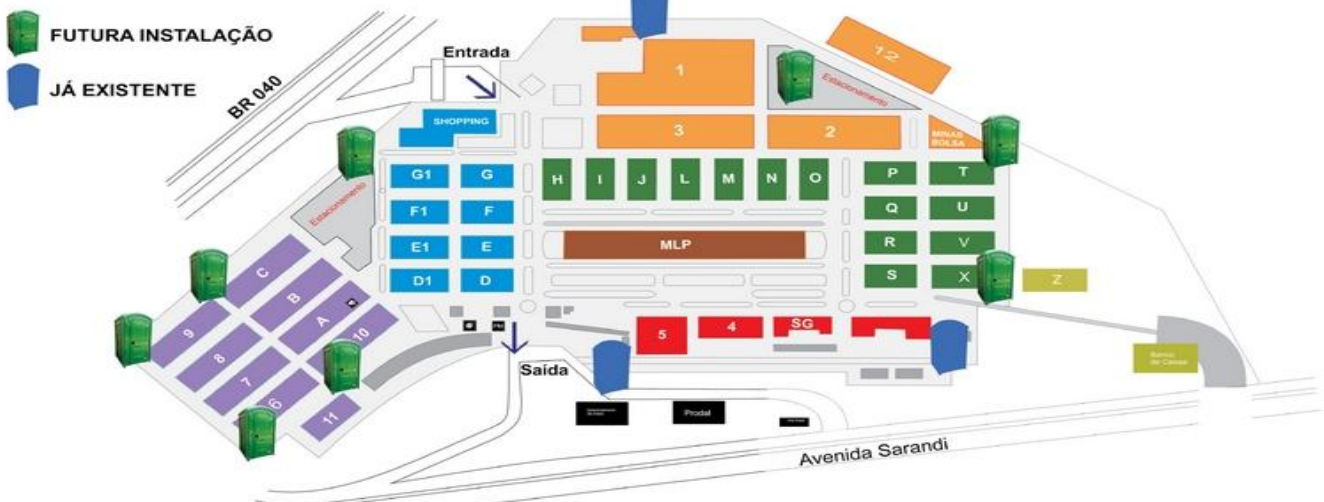 FUTURA INSTALAÇÃO
JÁ EXISTENTE
BR 040
Entrada
1
12
Estacionamento
SHOPPING
3
2
MINAS
BOLSA
G1
G
H
I
J
L
M
N
O
P
T
Estacionamento
F1
F
Q
U
E1
E
MLP
R
V
D1
D
S
X
Z
C
B
A
10
9
8
7
6
11
5
4
SG
Saída
Prodal
Avenida Sarandi